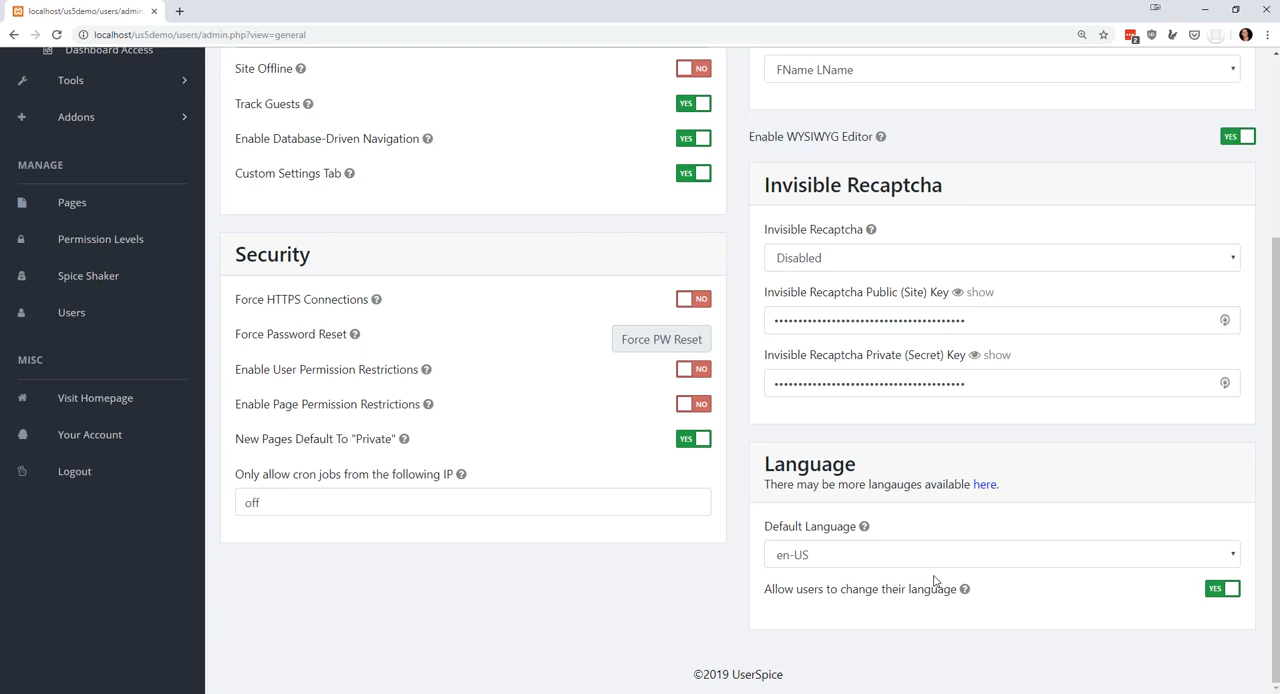 localhost/us5demo/users/admin.
localhost/us5demo/users/admin.php?view=general
2
Dashboard Access
Tools
Addons
MANAGE
Pages
Permission Levels
Spice Shaker
Users
MISC
Visit Homepage
Your Account
Logout
Site Offline
NO
Track Guests
YES
Enable Database-Driven Navigation
YES
Custom Settings Tab
YES
Security
Force HTTPS Connections
NO
Force Password Reset
Force PW Reset
Enable User Permission Restrictions
NO
Enable Page Permission Restrictions
NO
New Pages Default To "Private"
YES
Only allow cron jobs from the following IP
off
FName LName
Enable WYSIWYG Editor
YES
Invisible Recaptcha
Invisible Recaptcha
Disabled
Invisible Recaptcha Public (Site) Key show
Invisible Recaptcha Private (Secret) Key show
Language
There may be more langauges available here.
Default Language
en-US
Allow users to change their language
YES
©2019 UserSpice